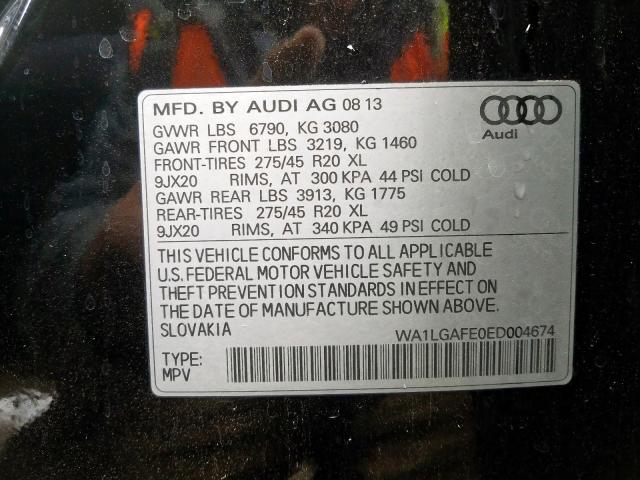 MFD. BY AUDI AG 08 13
Audi
GVWR LBS 6790, KG 3080
GAWR FRONT LBS 3219, KG 1460
FRONT-TIRES 275/45 R20 XL
9JX20 RIMS, AT 300 KPA 44 PSI COLD
GAWR REAR LBS 3913, KG 1775
REAR-TIRES 275/45 R20 XL
9JX20 RIMS, AT 340 KPA 49 PSI COLD
THIS VEHICLE CONFORMS TO ALL APPLICABLE
U.S. FEDERAL MOTOR VEHICLE SAFETY AND
THEFT PREVENTION STANDARDS IN EFFECT ON
THE DATE OF MANUFACTURE SHOWN ABOVE.
SLOVAKIA WA1LGAFE0ED004674
TYPE:
MPV